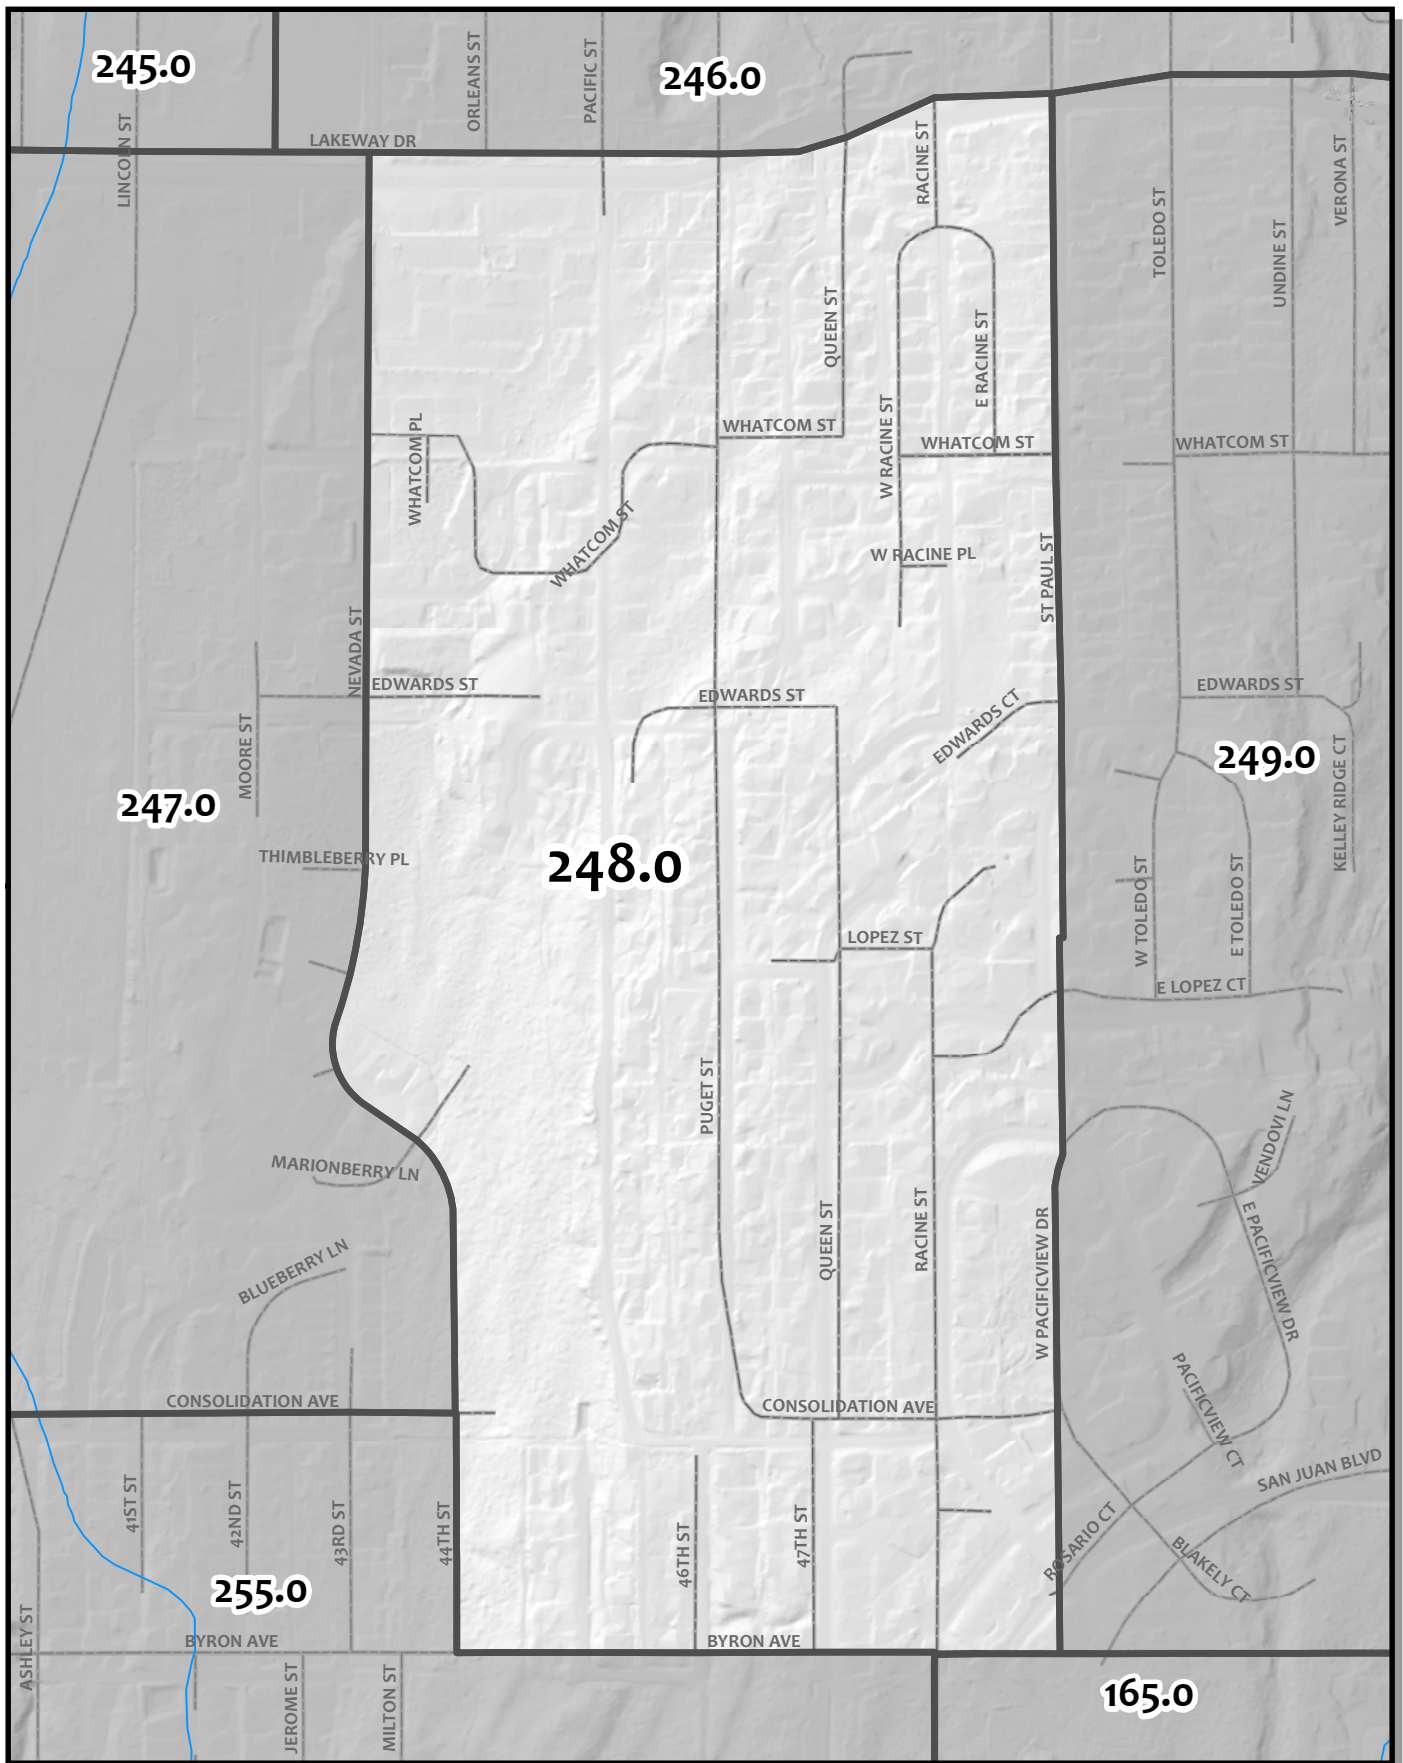 245.0
246.0
ORLEANS ST
PACIFIC ST
LINCOLN ST
LAKEWAY DR
RACINE ST
VERONA ST
TOLEDO ST
UNDINE ST
QUEEN ST
E RACINE ST
WHATCOM PL
WHATCOM ST
W RACINE ST
WHATCOM ST
WHATCOM ST
WHATCOM ST
W RACINE PL
ST PAUL ST
NEVADA ST
EDWARDS ST
EDWARDS ST
EDWARDS CT
EDWARDS ST
MOORE ST
249.0
247.0
KELLEY RIDGE CT
THIMBLEBERRY PL
248.0
W TOLEDO ST
E TOLEDO ST
LOPEZ ST
E LOPEZ CT
PUGET ST
VENDOVI LN
MARIONBERRY LN
QUEEN ST
RACINE ST
W PACIFICVIEW DR
E PACIFICVIEW DR
BLUEBERRY LN
PACIFICVIEW CT
CONSOLIDATION AVE
CONSOLIDATION AVE
SAN JUAN BLVD
41ST ST
42ND ST
43RD ST
44TH ST
46TH ST
47TH ST
ROSARIO CT
BLAKELY CT
255.0
ASHLEY ST
BYRON AVE
BYRON AVE
JEROME ST
MILTON ST
165.0